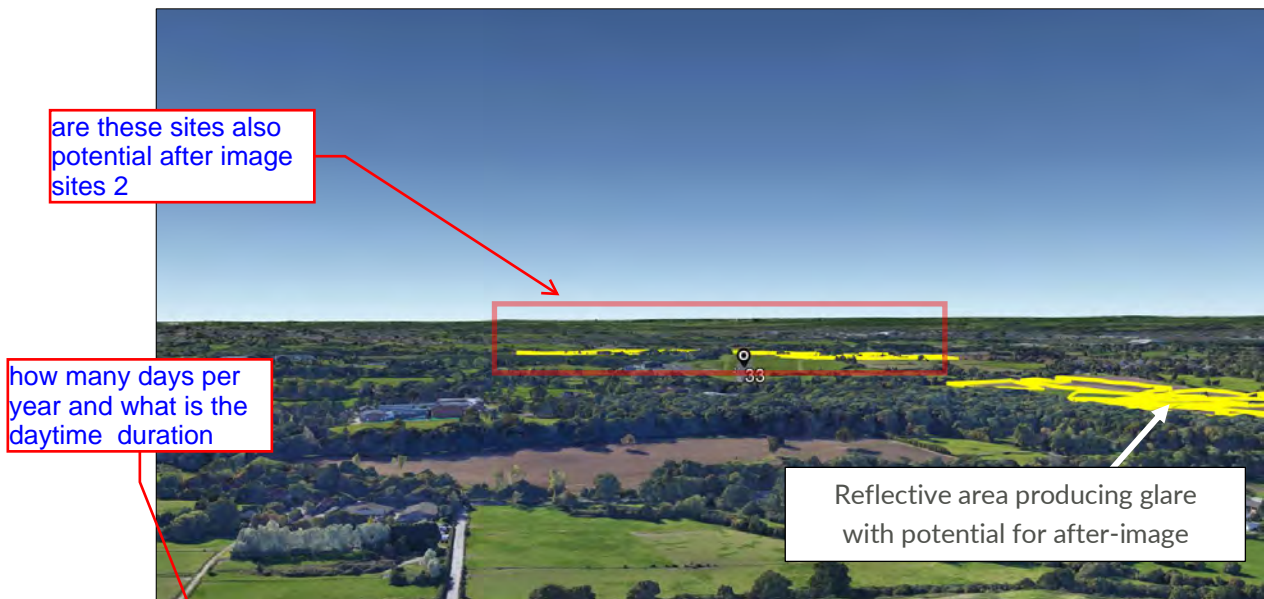 are these sites also
potential after image
sites 2
33
how many days per
year and what is the
daytime duration
Reflective area producing glare
with potential for after-image